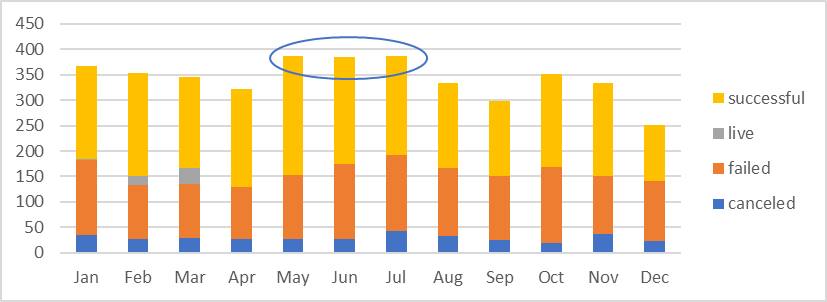 450
400
350
300
250
200
150
100
50
0
Jan Feb Mar Apr May Jun Jul Aug Sep Oct Nov Dec
successful
live
failed
canceled